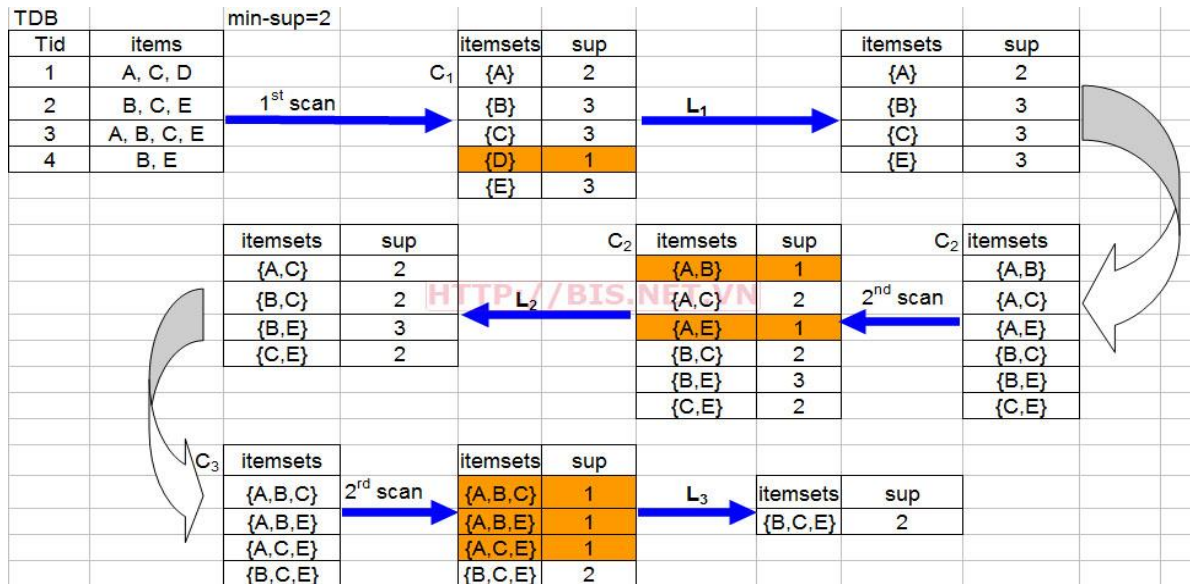 TDB min-sup=2
Tid items itemsets sup itemsets sup
1 A, C, D C1 {A} 2 {A} 2
2 B, C, E 1st scan {B} 3 L1 {B} 3
3 A, B, C, E {C} 3 {C} 3
4 B, E {D} 1 {E} 3
{E} 3
itemsets sup C2 itemsets sup C2 itemsets
{A,C} 2 {A,B} 1 {A,B}
{B,C} 2 HTTP://BIS.NET.VN L2 {A,C} 2 2nd scan {A,C}
{B,E} 3 {A,E} 1 {A,E}
{C,E} 2 {B,C} 2 {B,C}
{B,E} 3 {B,E}
{C,E} 2 {C,E}
C3 itemsets itemsets sup
{A,B,C} 2rd scan {A,B,C} 1 L3 itemsets sup
{A,B,E} {A,B,E} 1 {B,C,E} 2
{A,C,E} {A,C,E} 1
{B,C,E} {B,C,E} 2